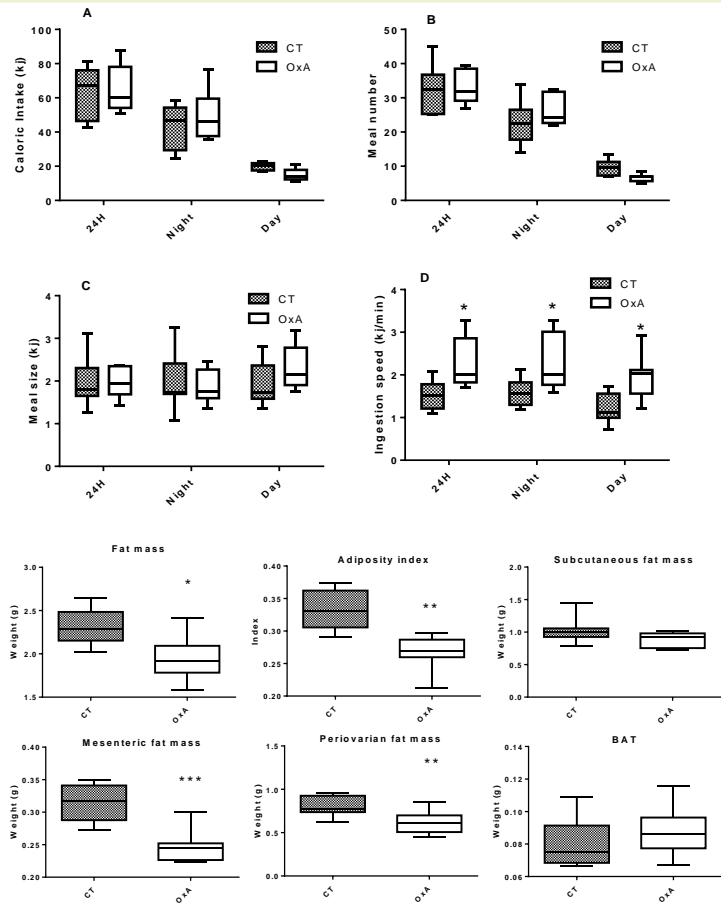 A
Caloric Intake (kj)
100
80
60
40
20
0
CT
OxA
24H
Night
Day
B
Meal number
50
40
30
20
10
0
CT
OxA
24H
Night
Day
C
Meal size (kj)
4
3
2
1
0
CT
OxA
24H
Night
Day
D
Ingestion speed (kj/min)
4
3
2
1
0
CT
OxA
*
*
*
24H
Night
Day
Fat mass
Weight (g)
3.0
2.5
2.0
1.5
*
CT
OxA
Adiposity index
Index
0.40
0.35
0.30
0.25
0.20
**
CT
OxA
Subcutaneous fat mass
Weight (g)
2.0
1.5
1.0
0.5
0.0
CT
OxA
Mesenteric fat mass
Weight (g)
0.40
0.35
0.30
0.25
0.20
***
CT
OxA
Periovarian fat mass
Weight (g)
1.5
1.0
0.5
0.0
**
CT
OxA
BAT
Weight (g)
0.14
0.12
0.10
0.08
0.06
CT
OxA